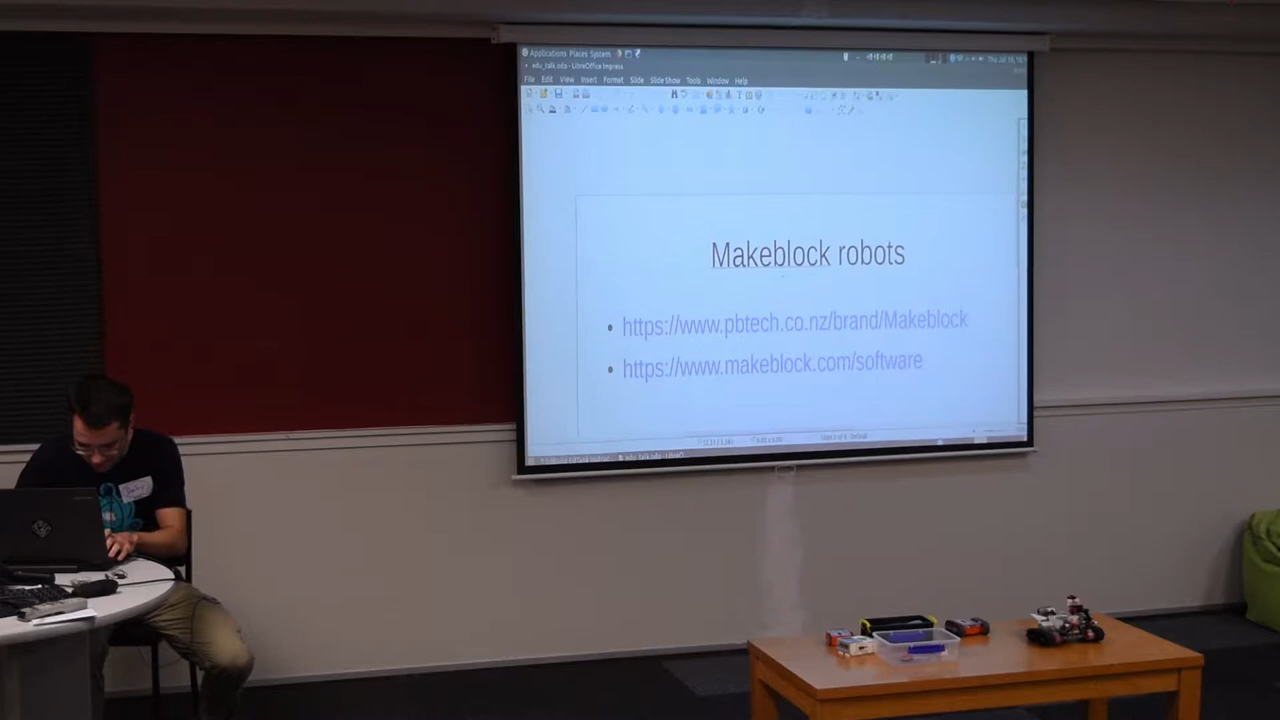 Applications Places System
edu_talk.odp - LibreOffice Impress
File Edit View Insert Format Slide Slide Show Tools Window Help
Makeblock robots
• https://www.pbtech.co.nz/brand/Makeblock
• https://www.makeblock.com/software